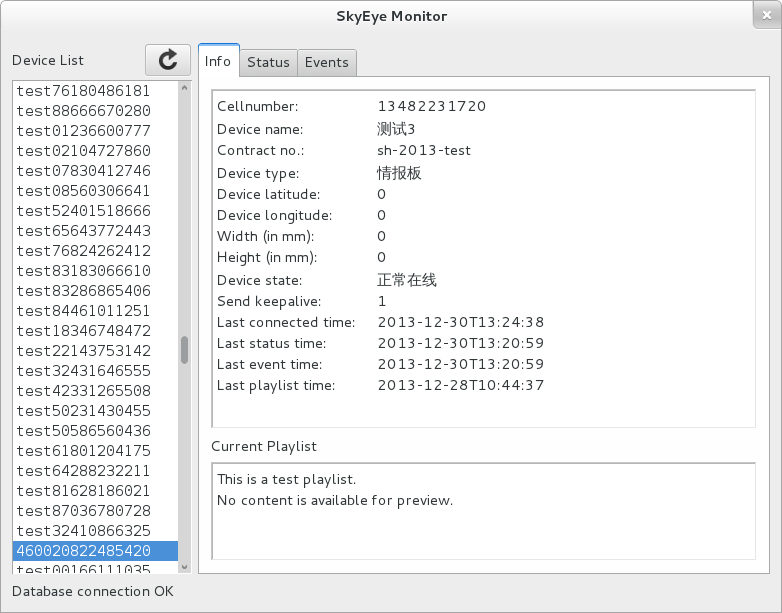 SkyEye Monitor
Device List
test76180486181
test88666670280
test01236600777
test02104727860
test07830412746
test08560306641
test52401518666
test65643772443
test76824262412
test83183066610
test83286865406
test84461011251
test18346748472
test22143753142
test32431646555
test42331265508
test50231430455
test50586560436
test61801204175
test64288232211
test81628186021
test87036780728
test32410866325
460020822485420
test00166111035
Info Status Events
Cellnumber: 13482231720
Device name: 测试3
Contract no.: sh-2013-test
Device type: 情报板
Device latitude: 0
Device longitude: 0
Width (in mm): 0
Height (in mm): 0
Device state: 正常在线
Send keepalive: 1
Last connected time: 2013-12-30T13:24:38
Last status time: 2013-12-30T13:20:59
Last event time: 2013-12-30T13:20:59
Last playlist time: 2013-12-28T10:44:37
Current Playlist
This is a test playlist.
No content is available for preview.
Database connection OK